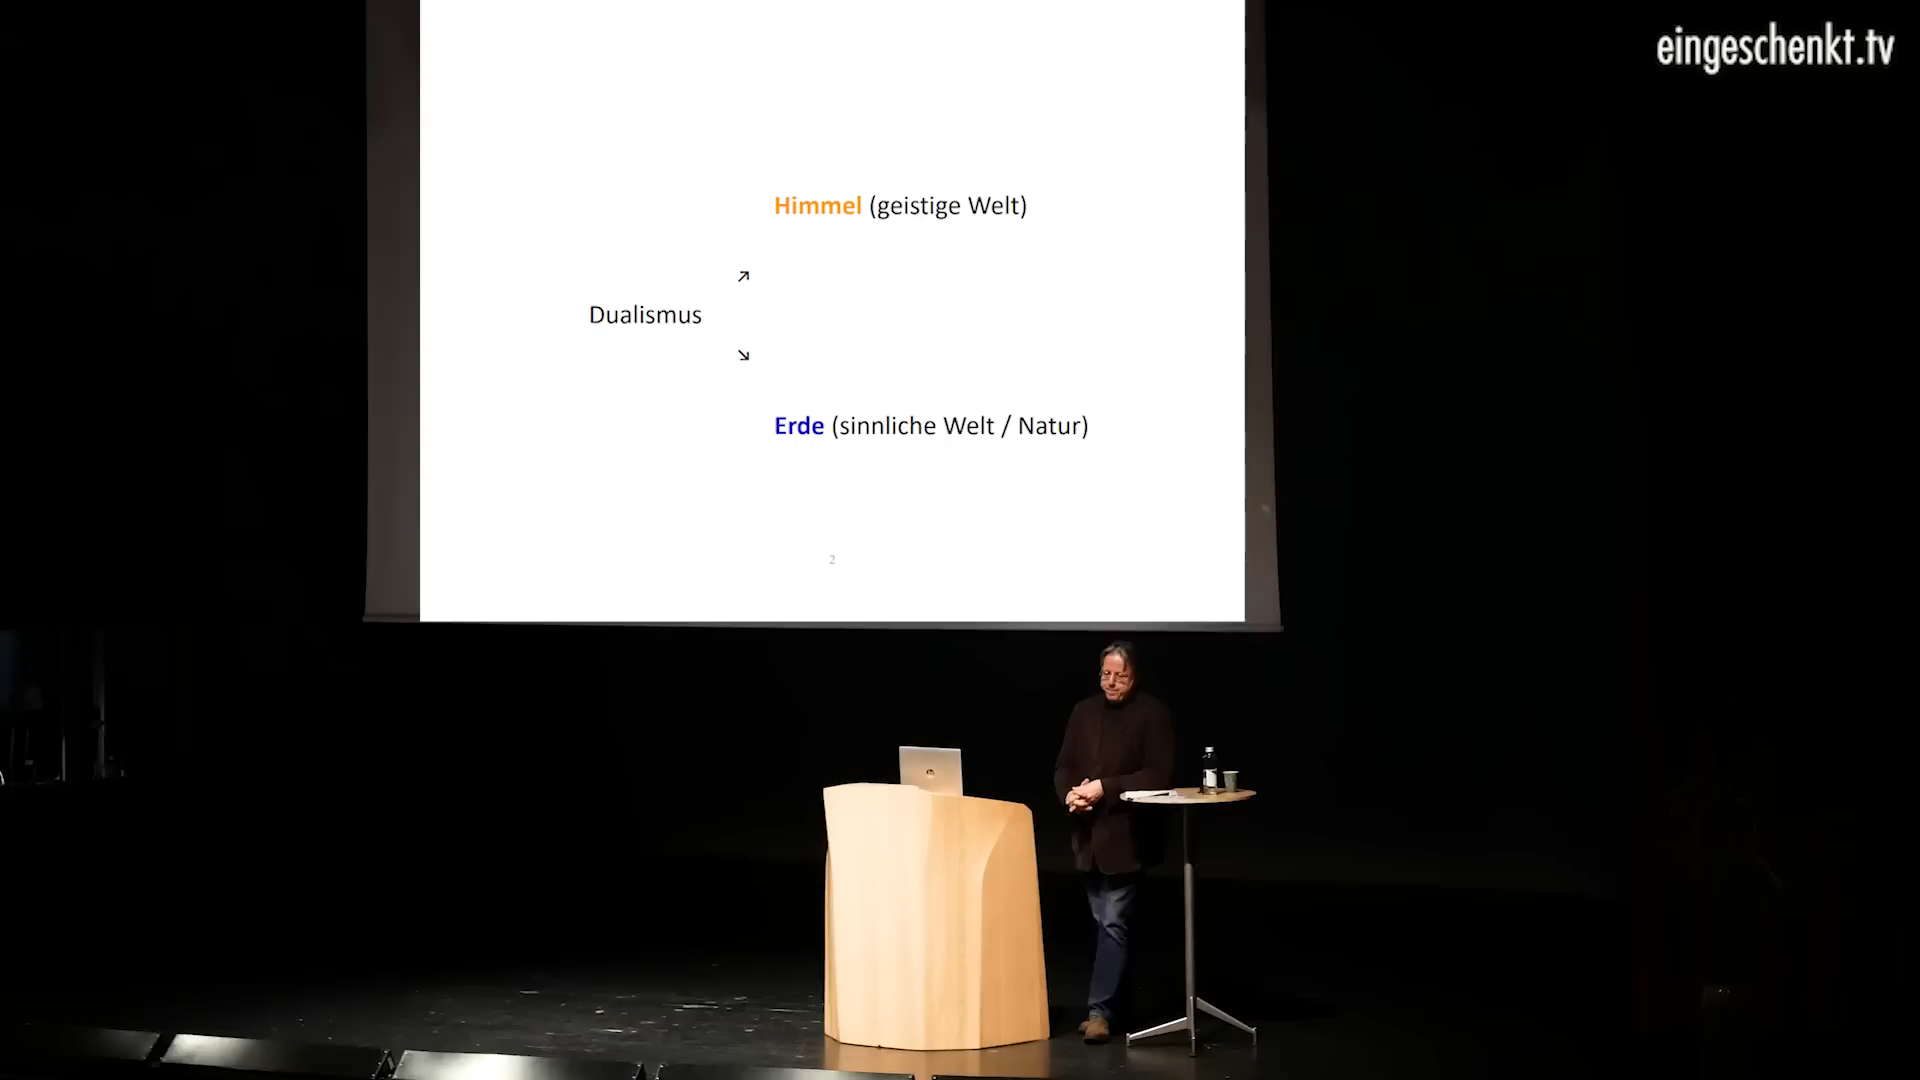 eingeschenkt.tv
Himmel (geistige Welt)
↗
Dualismus
↘
Erde (sinnliche Welt / Natur)
2